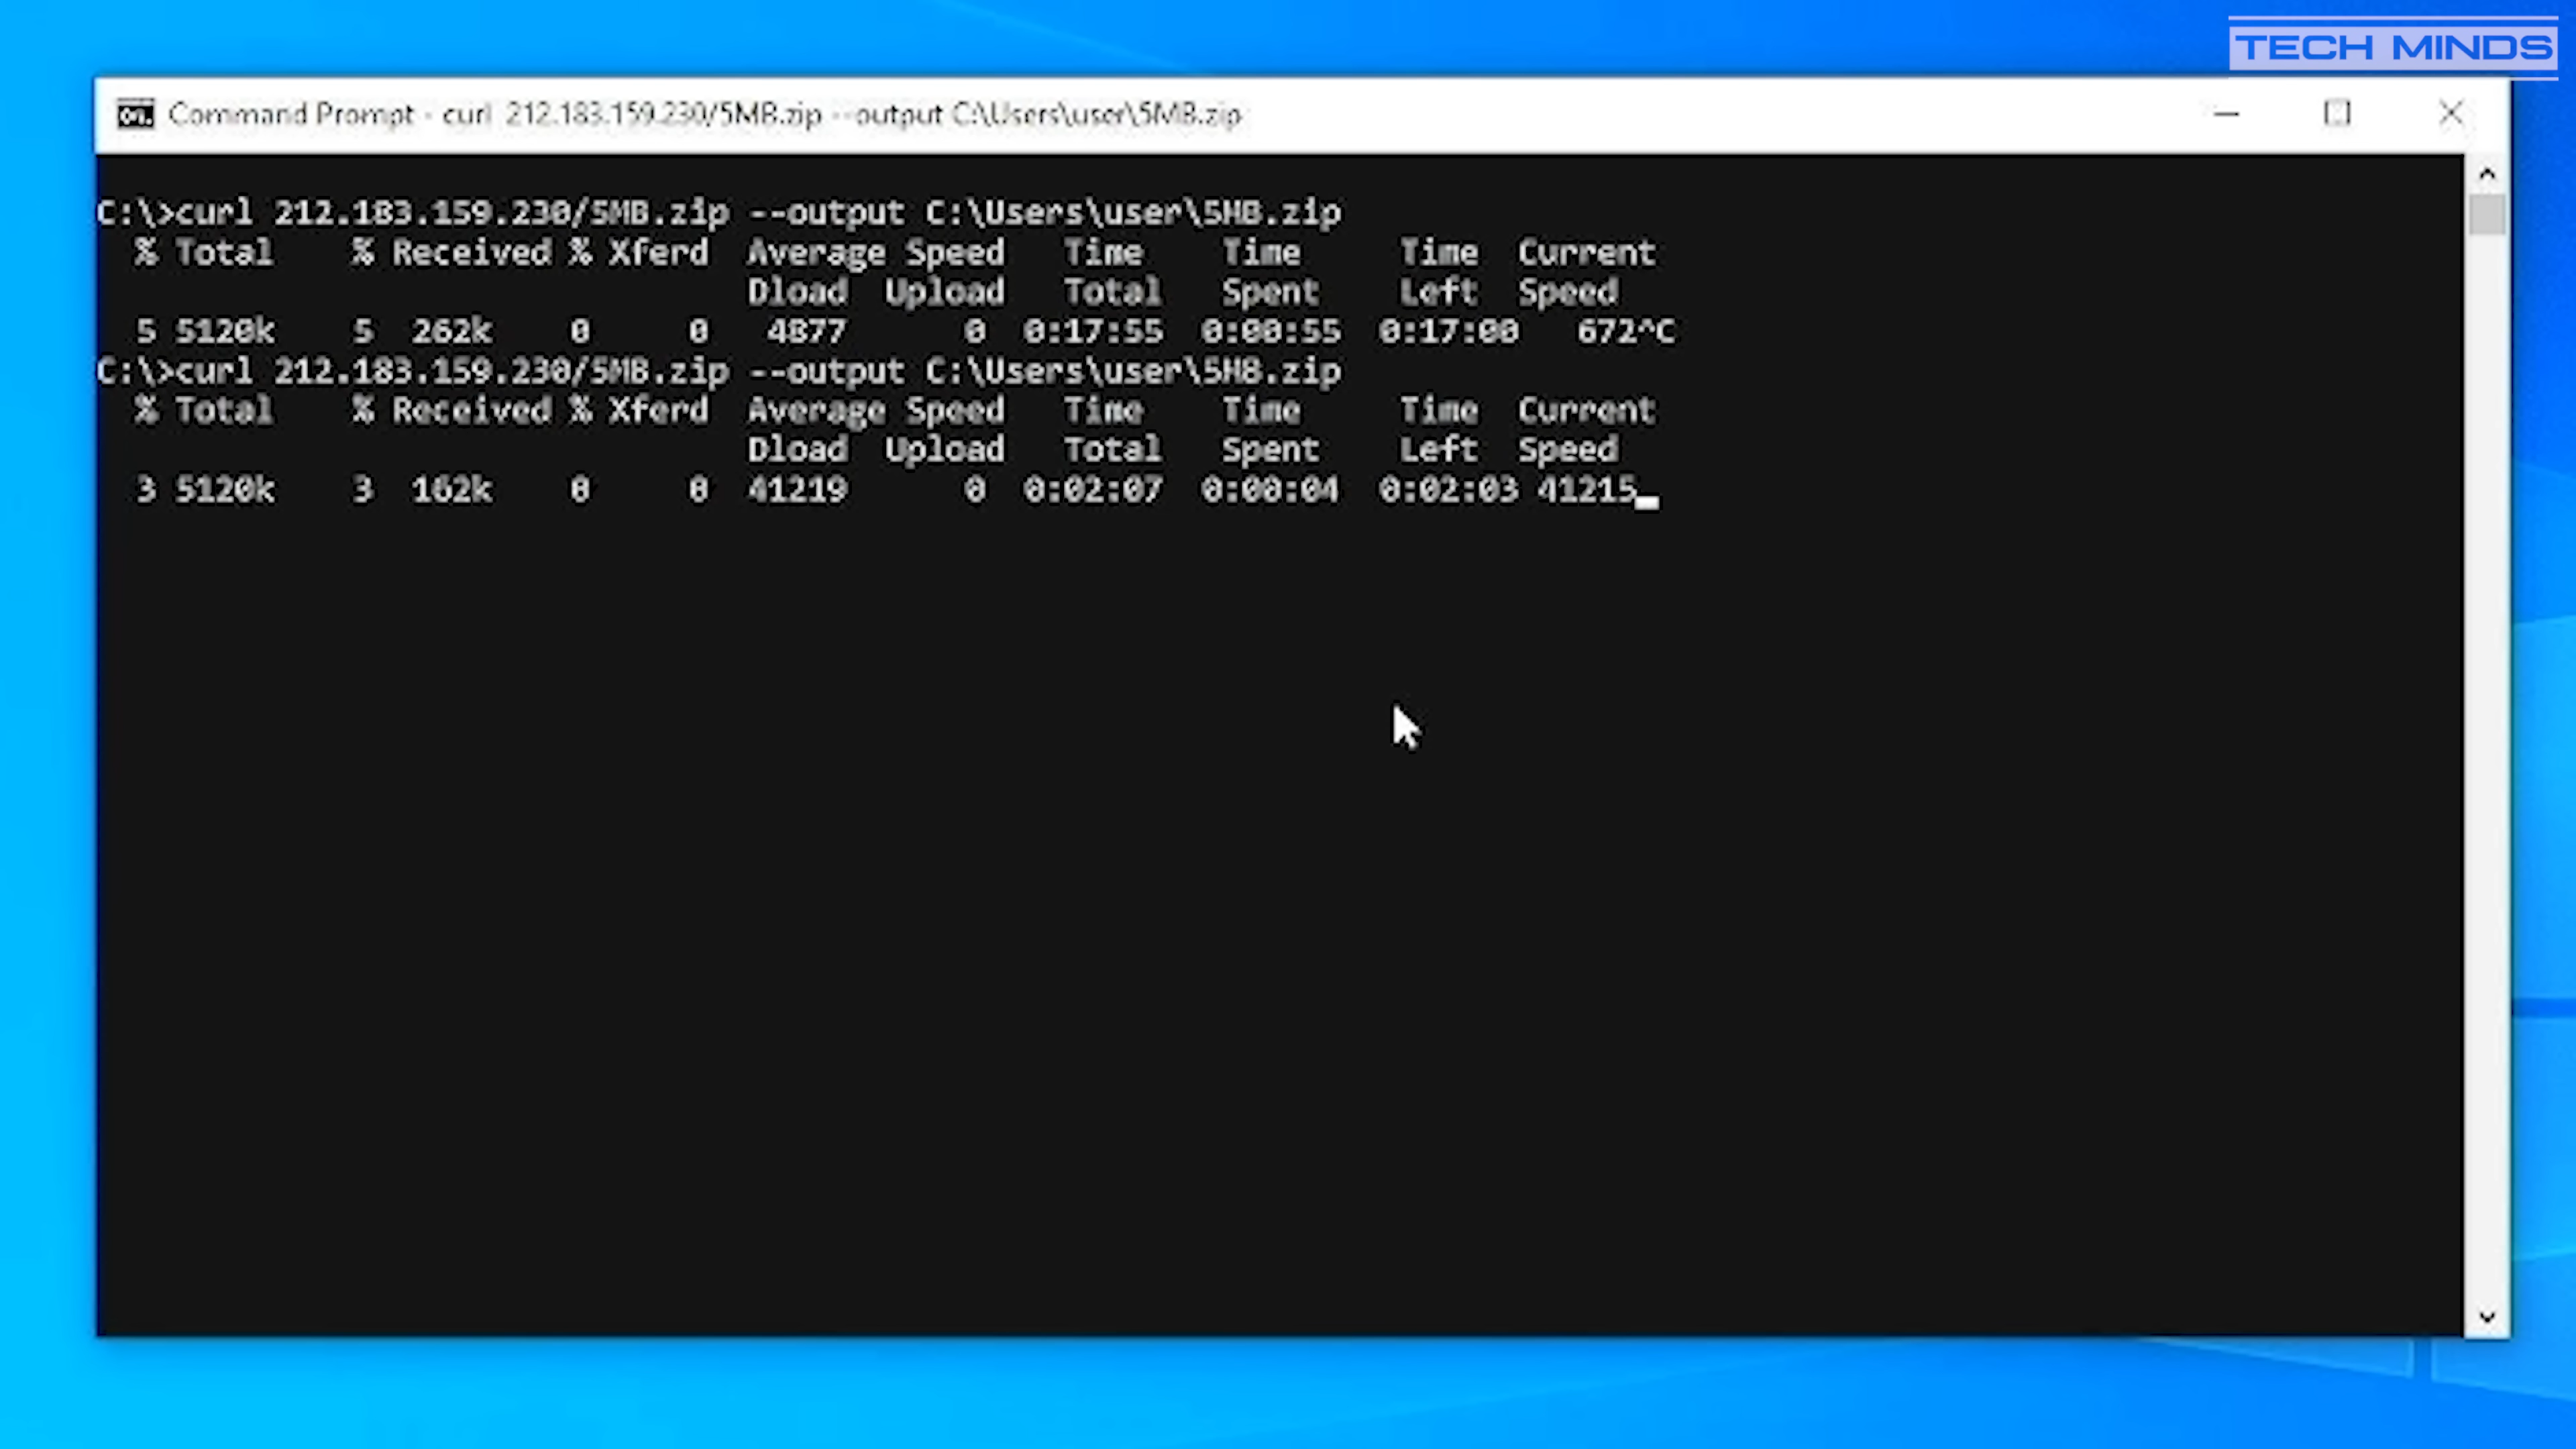 TECH MINDS
Command Prompt - curl 212.183.159.230/5MB.zip --output C:\Users\user\5MB.zip
C:\>curl 212.183.159.230/5MB.zip --output C:\Users\user\5MB.zip
% Total % Received % Xferd Average Speed Time Time Time Current
Dload Upload Total Spent Left Speed
5 5120k 5 262k 0 0 4877 0 0:17:55 0:00:55 0:17:00 672^C
C:\>curl 212.183.159.230/5MB.zip --output C:\Users\user\5MB.zip
% Total % Received % Xferd Average Speed Time Time Time Current
Dload Upload Total Spent Left Speed
3 5120k 3 162k 0 0 41219 0 0:02:07 0:00:04 0:02:03 41215